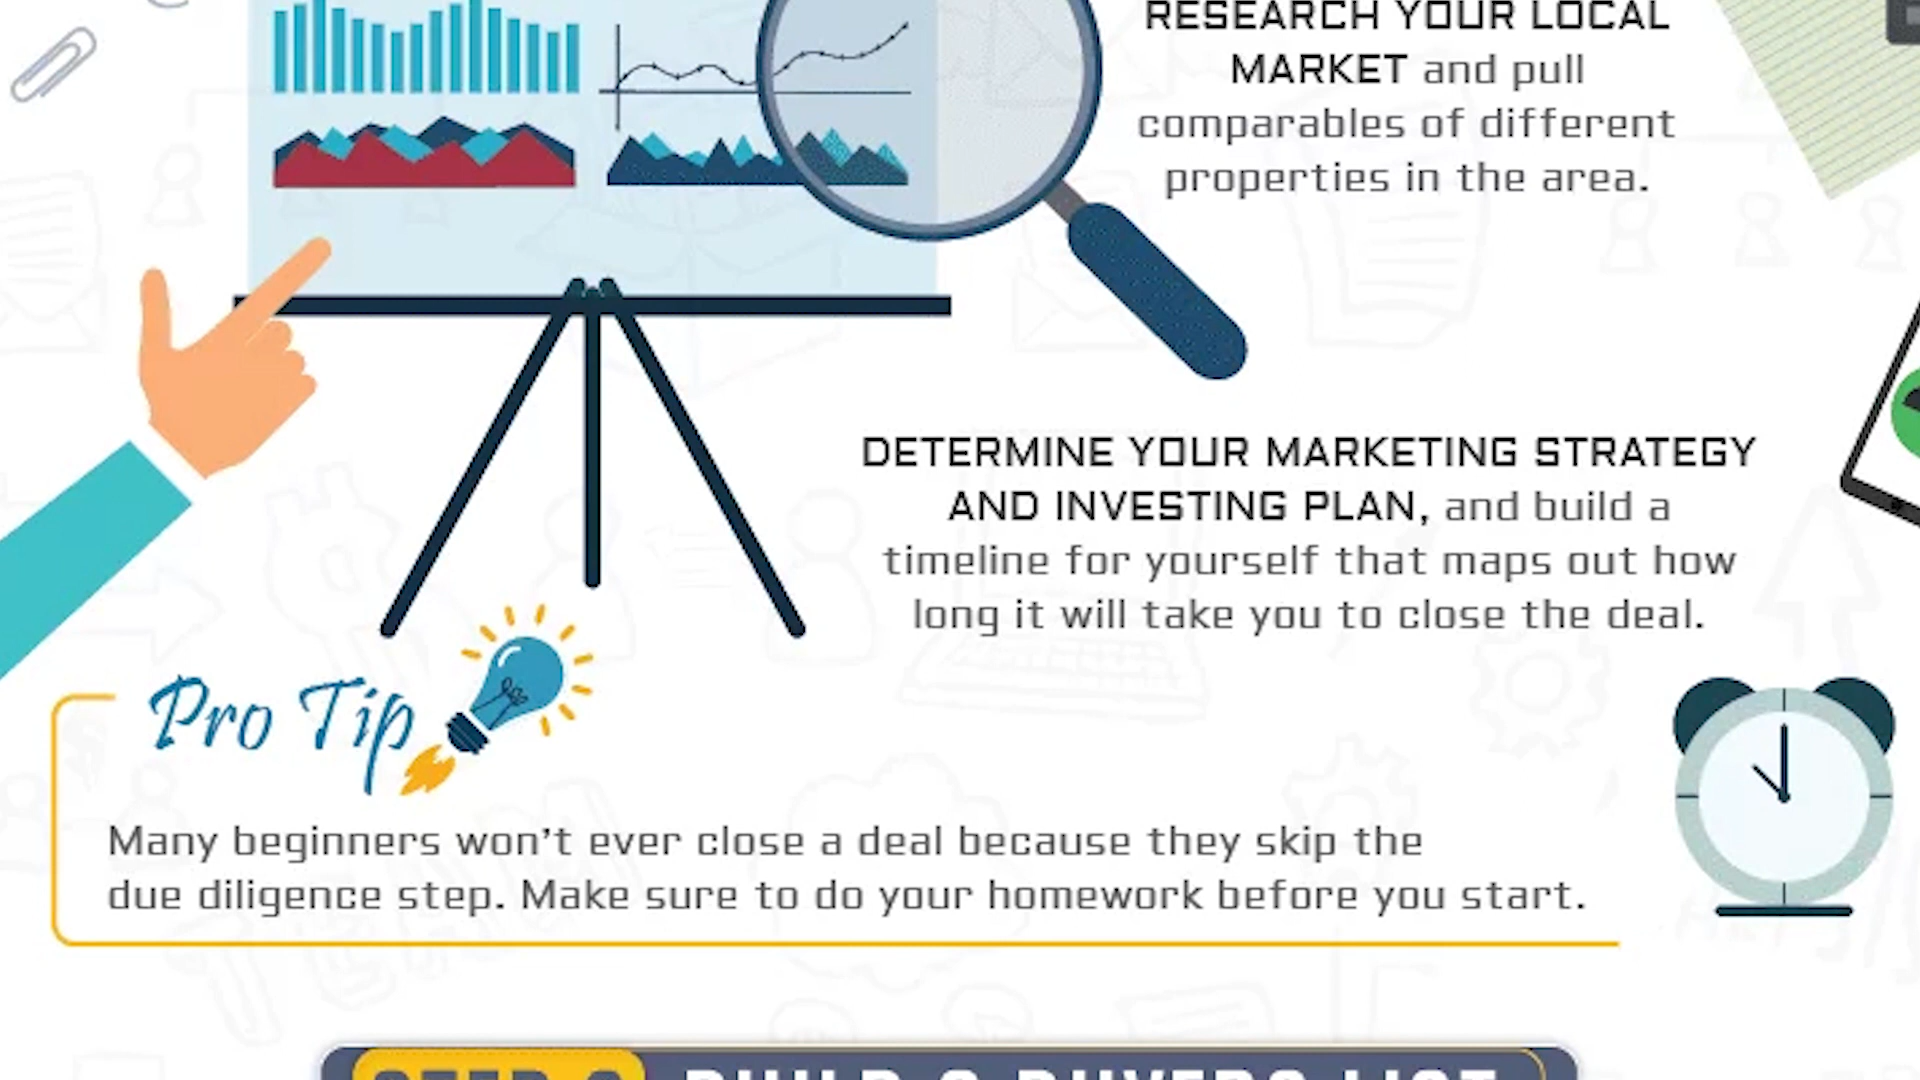 RESEARCH YOUR LOCAL
MARKET and pull
comparables of different
properties in the area.
DETERMINE YOUR MARKETING STRATEGY
AND INVESTING PLAN, and build a
timeline for yourself that maps out how
long it will take you to close the deal.
Pro Tip
Many beginners won't ever close a deal because they skip the
due diligence step. Make sure to do your homework before you start.